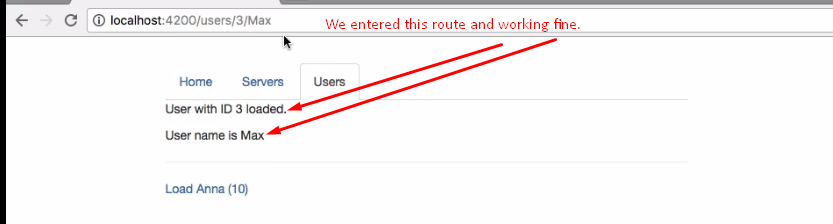 localhost:4200/users/3/Max
We entered this route and working fine.
Home Servers Users
User with ID 3 loaded.
User name is Max
Load Anna (10)